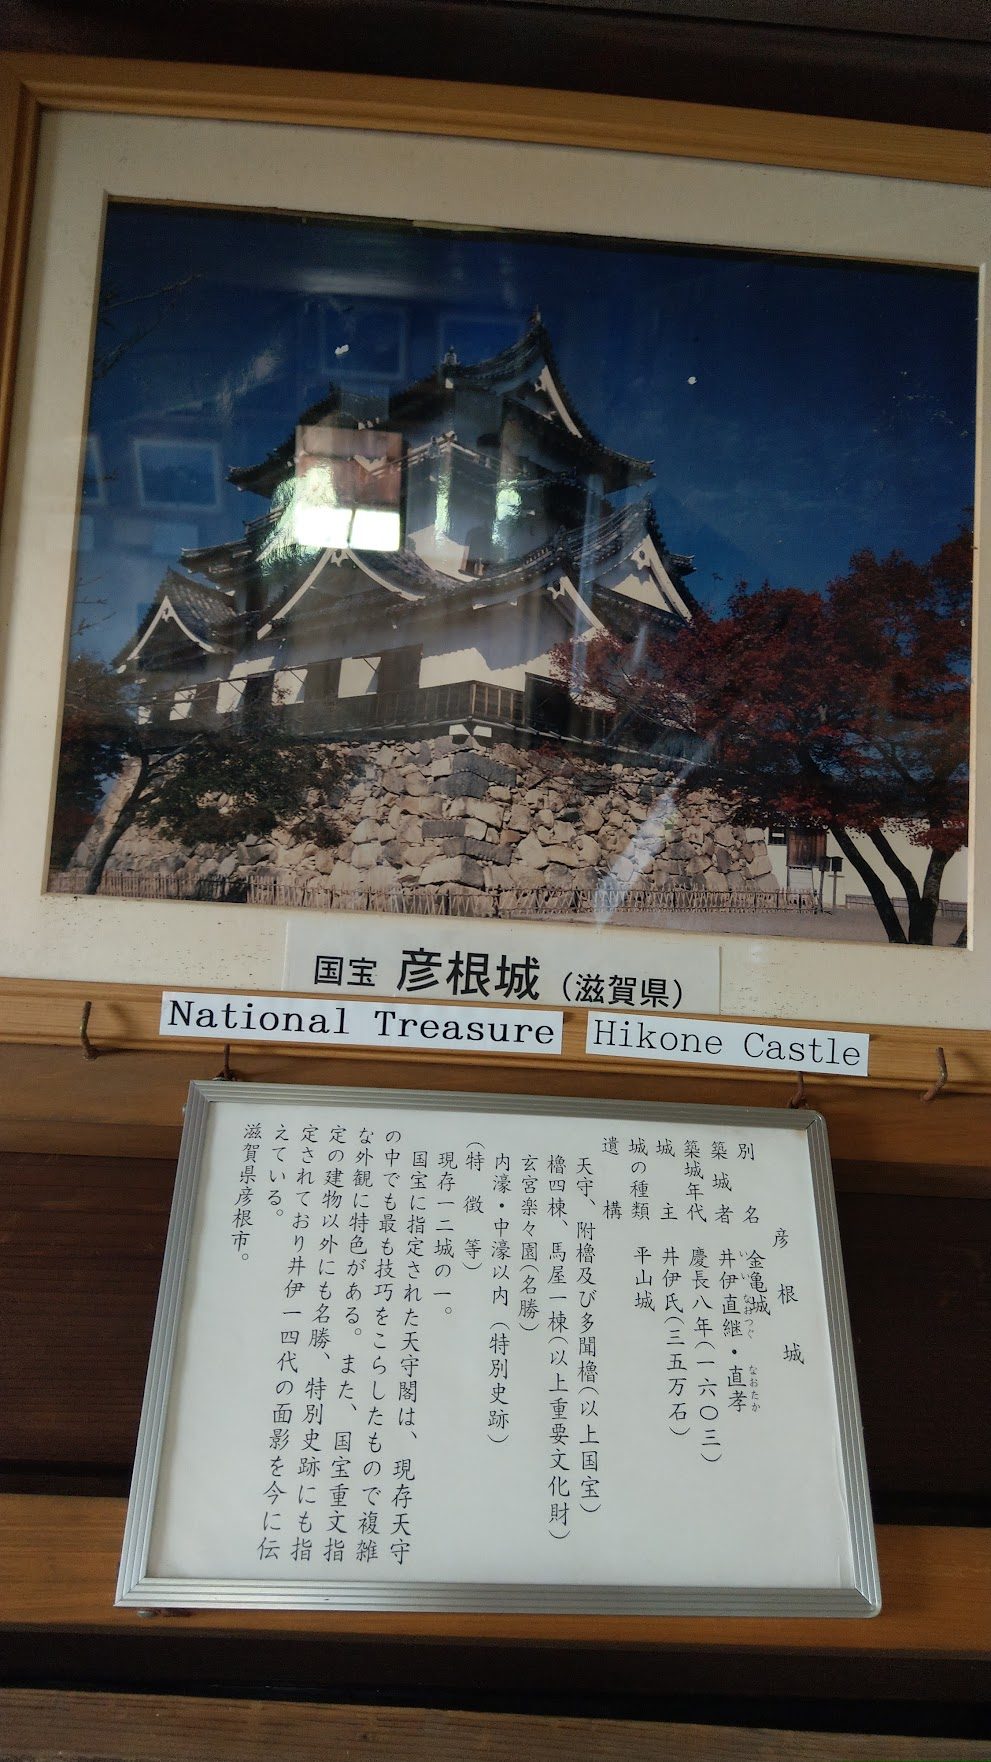 国宝 彦根城（滋賀県）
National Treasure Hikone Castle
彦根城
別名 金亀城
築城者 井伊直継・直孝
いい なおつぐ なおたか
築城年代 慶長八年（一六〇三）
城主 井伊氏（三五万石）
城の種類 平山城
遺構
天守、附櫓及び多聞櫓（以上国宝）
櫓四棟、馬屋一棟（以上重要文化財）
玄宮楽々園（名勝）
内濠・中濠以内（特別史跡）
（特徴等）
現存一二城の一。
国宝に指定された天守閣は、現存天守
の中でも最も技巧をこらしたもので複雑
な外観に特色がある。また、国宝重文指
定の建物以外にも名勝、特別史跡にも指
定されており井伊一四代の面影を今に伝
えている。
滋賀県彦根市。